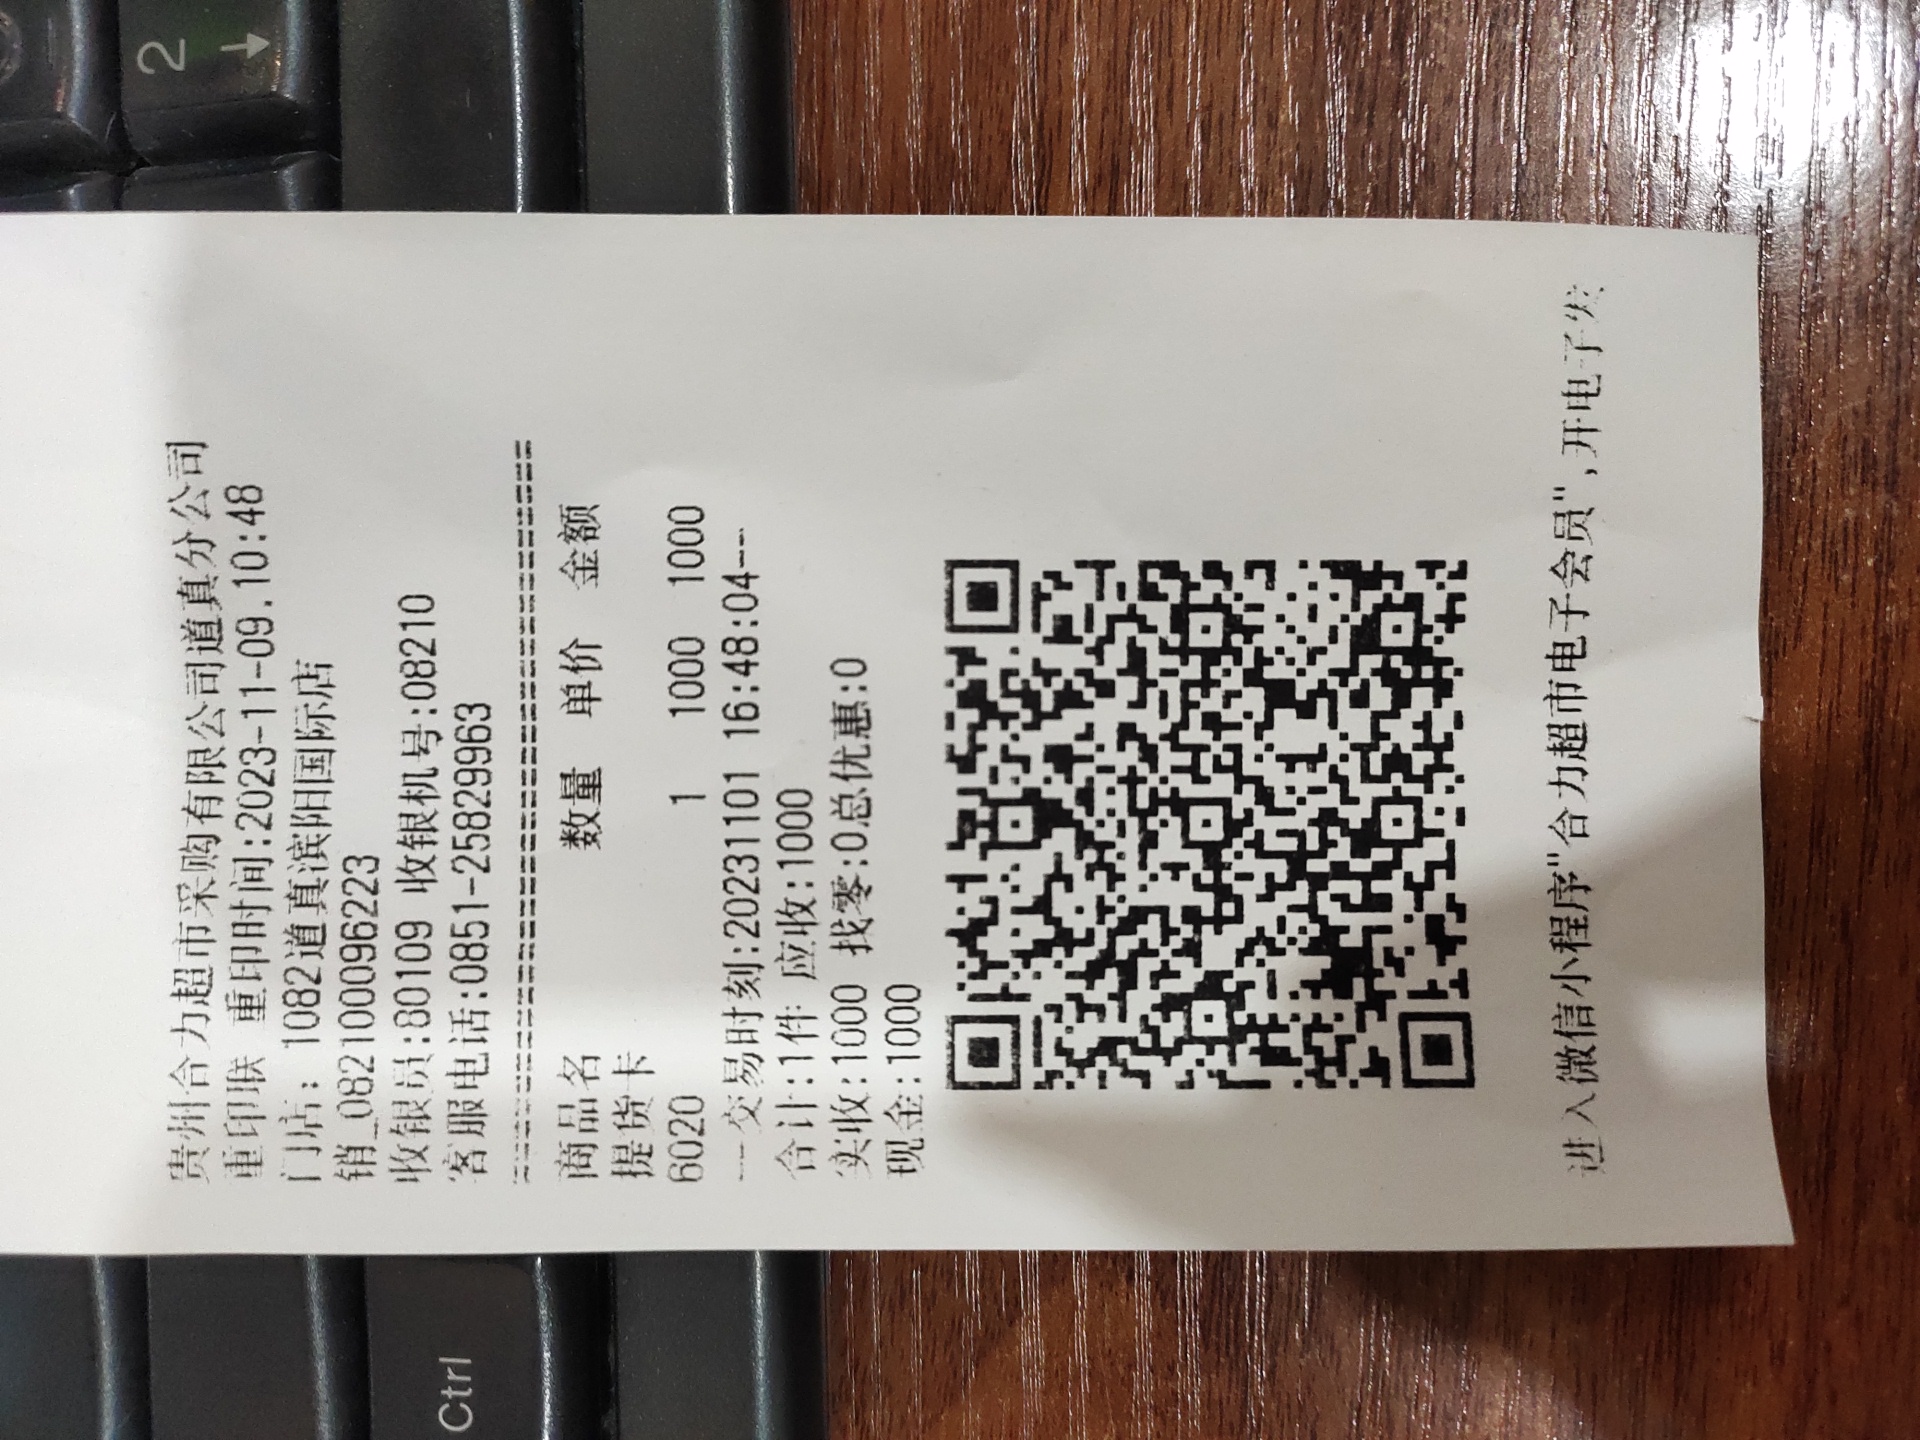 贵州合力超市采购有限公司道真分公司
重印联 重印时间:2023-11-09.10:48
门店: 1082道真滨阳国际店
销_0821000096223
收银员:80109 收银机号:08210
客服电话:0851-25829963
商品名 数量 单价 金额
提货卡
6020 1 1000 1000
--交易时刻:20231101 16:48:04--
合计:1件 应收:1000
实收:1000 找零:0总优惠:0
现金:1000
进入微信小程序"合力超市电子会员",开电子发
2
↓
Ctrl